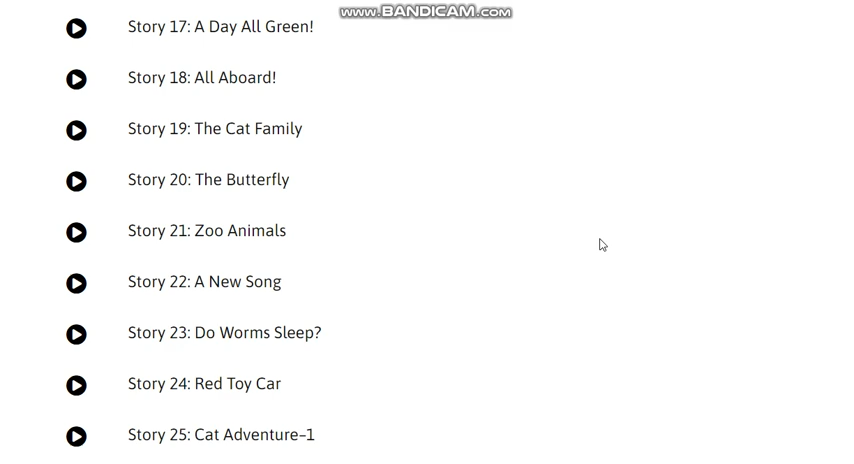 www.BANDICAM.com
Story 17: A Day All Green!
Story 18: All Aboard!
Story 19: The Cat Family
Story 20: The Butterfly
Story 21: Zoo Animals
Story 22: A New Song
Story 23: Do Worms Sleep?
Story 24: Red Toy Car
Story 25: Cat Adventure-1